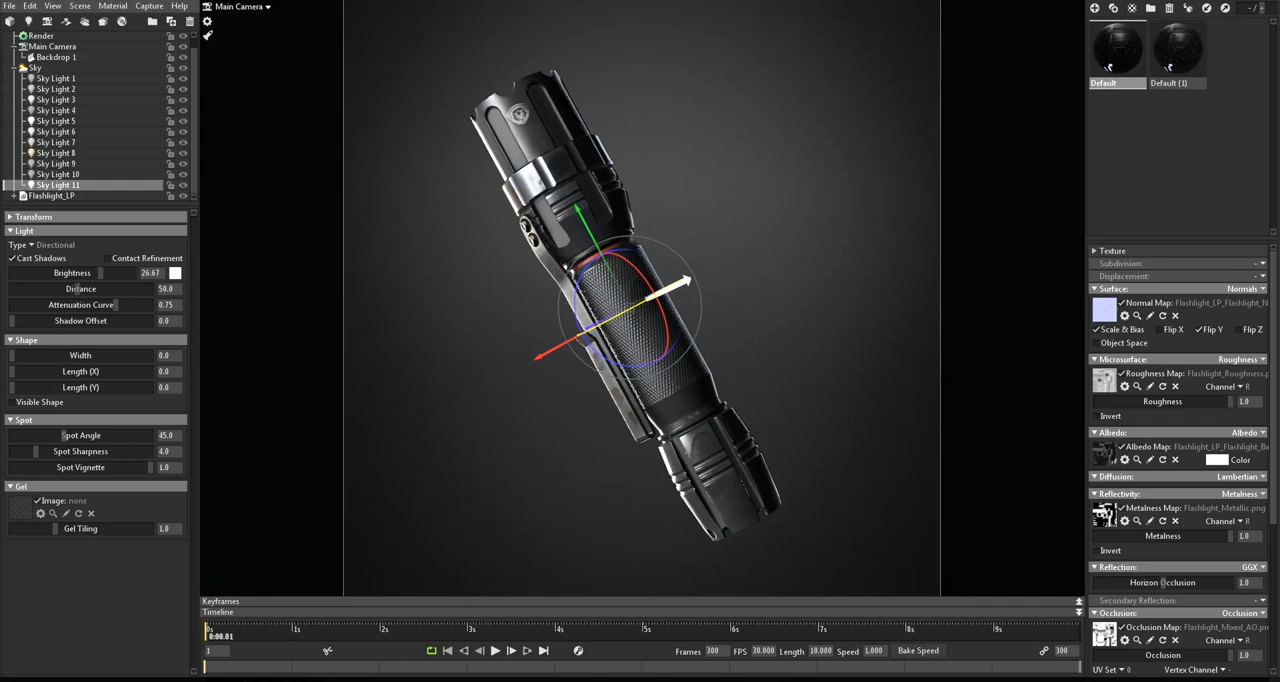 File Edit View Scene Material Capture Help
Main Camera
Render
Main Camera
Backdrop 1
Sky
Sky Light 1
Sky Light 2
Sky Light 3
Sky Light 4
Sky Light 5
Sky Light 6
Sky Light 7
Sky Light 8
Sky Light 9
Sky Light 10
Sky Light 11
Flashlight_LP
Transform
Light
Type Directional
Cast Shadows Contact Refinement
Brightness 26.67
Distance 50.0
Attenuation Curve 0.75
Shadow Offset 0.0
Shape
Width 0.0
Length (X) 0.0
Length (Y) 0.0
Visible Shape
Spot
Spot Angle 45.0
Spot Sharpness 4.0
Spot Vignette 1.0
Gel
Image: none
Gel Tiling 1.0
Keyframes
Timeline
0s 1s 2s 3s 4s 5s 6s 7s 8s 9s
0:00.01
1 Frames 300 FPS 30.000 Length 10.000 Speed 1.000 Bake Speed 300
- /
Default Default (1)
Texture
Subdivision: -
Displacement: -
Surface: Normals
Normal Map: Flashlight_LP_Flashlight_N
Scale & Bias Flip X Flip Y Flip Z
Object Space
Microsurface: Roughness
Roughness Map: Flashlight_Roughness.p
Channel R
Roughness 1.0
Invert
Albedo: Albedo
Albedo Map: Flashlight_LP_Flashlight_Ba
Color
Diffusion: Lambertian
Reflectivity: Metalness
Metalness Map: Flashlight_Metallic.png
Channel R
Metalness 1.0
Invert
Reflection: GGX
Horizon Occlusion 1.0
Secondary Reflection: -
Occlusion: Occlusion
Occlusion Map: Flashlight_Mixed_AO.pn
Channel R
Occlusion 1.0
UV Set 0 Vertex Channel -